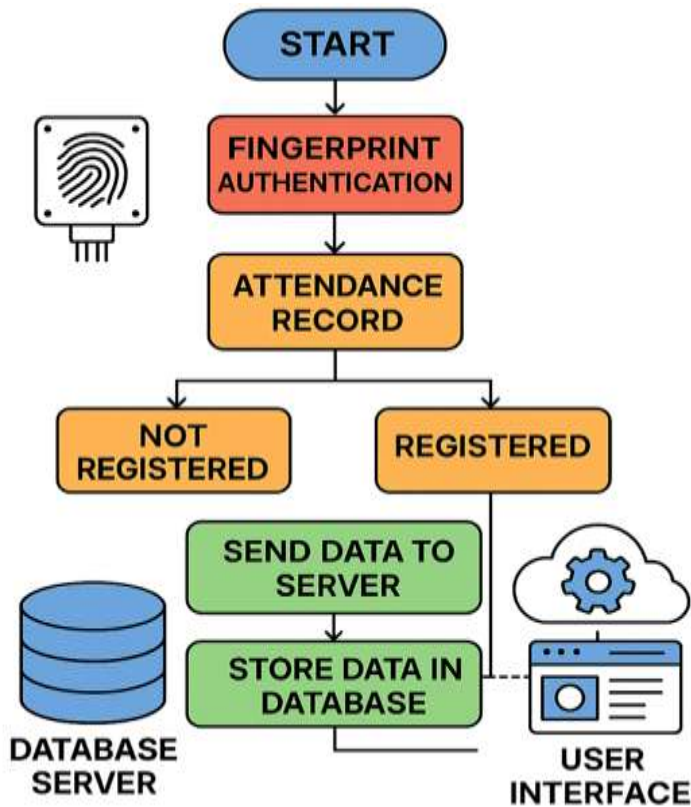 START
FINGERPRINT
AUTHENTICATION
ATTENDANCE
RECORD
NOT
REGISTERED
REGISTERED
SEND DATA TO
SERVER
STORE DATA IN
DATABASE
DATABASE
SERVER
USER
INTERFACE